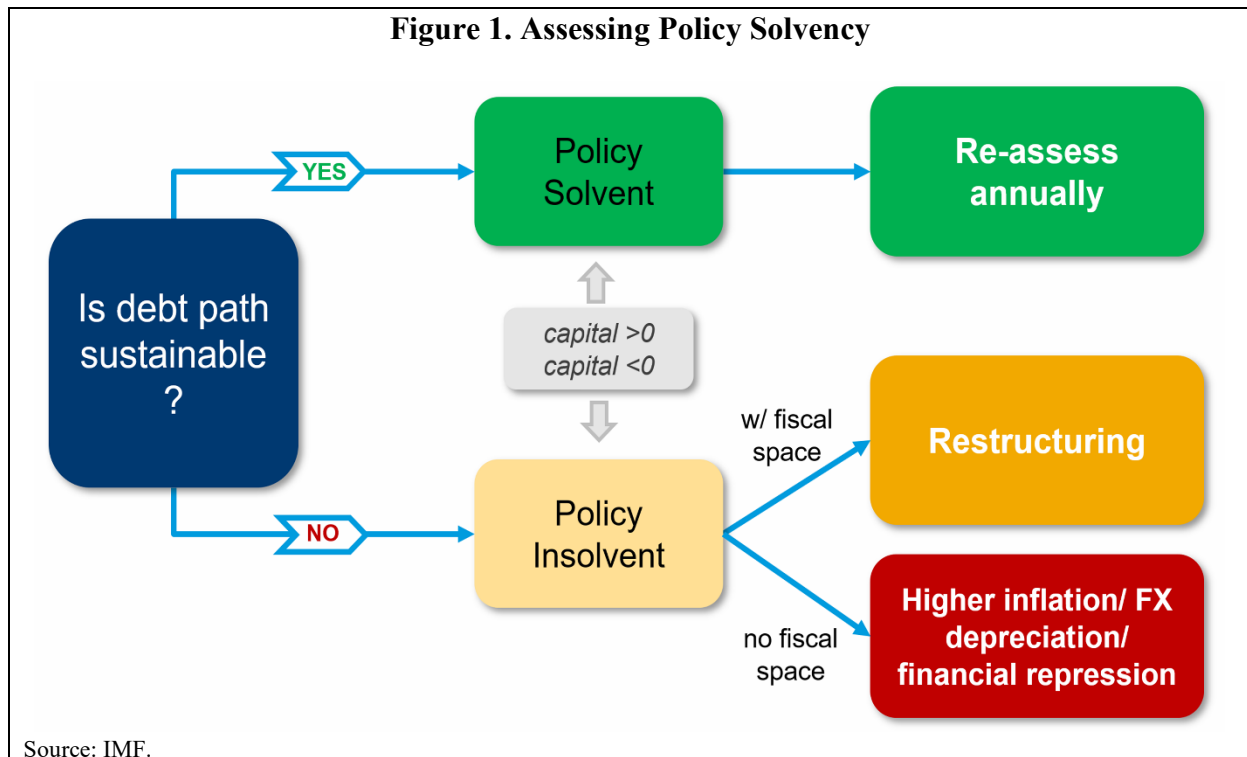 Figure 1. Assessing Policy Solvency
YES
Policy
Solvent
Re-assess
annually
Is debt path
sustainable
?
capital >0
capital <0
w/ fiscal
space
Restructuring
NO
Policy
Insolvent
no fiscal
space
Higher inflation/ FX
depreciation/
financial repression
Source: IMF.